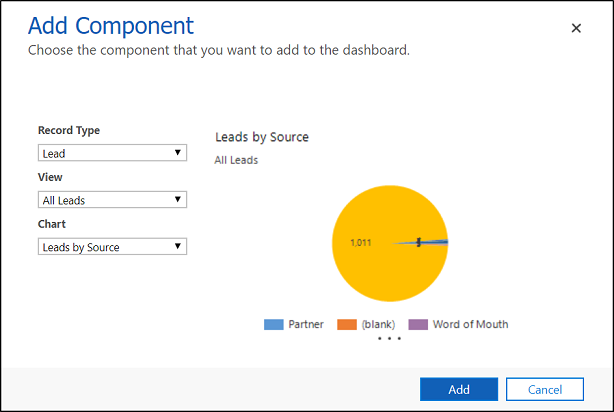 Add Component
Choose the component that you want to add to the dashboard.
Record Type
Lead
View
All Leads
Chart
Leads by Source
Leads by Source
All Leads
1,011
Partner (blank) Word of Mouth
Add Cancel